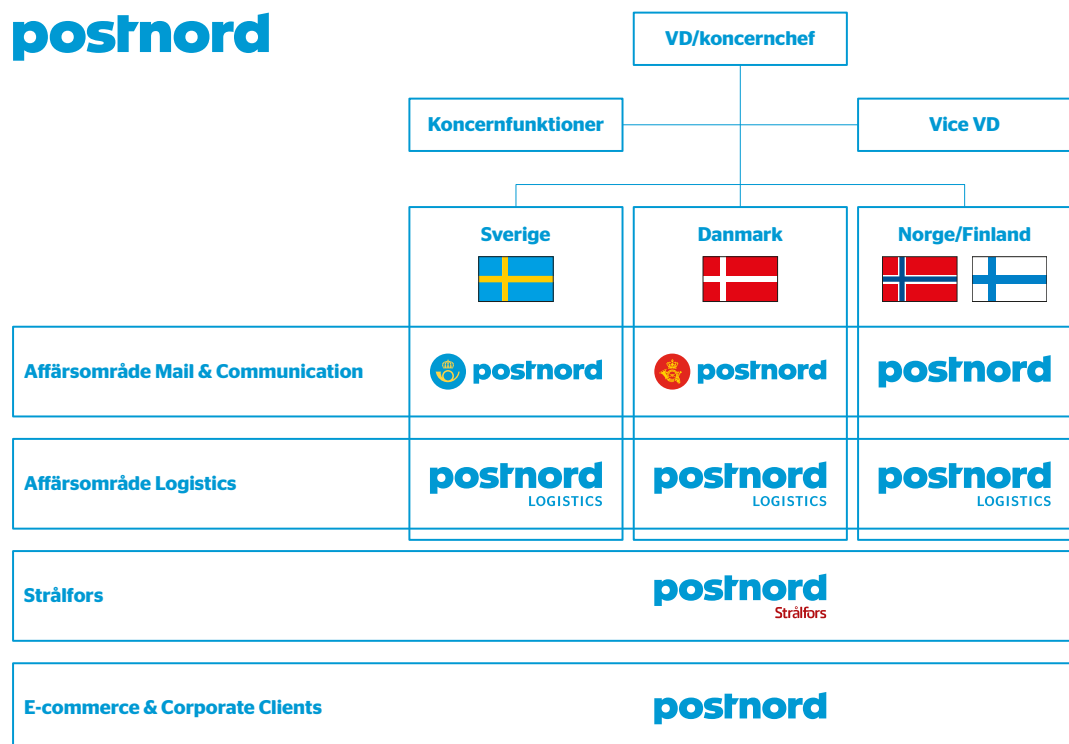 postnord
VD/koncernchef
Koncernfunktioner
Vice VD
Sverige
Danmark
Norge/Finland
Affärsområde Mail & Communication
postnord
postnord
postnord
Affärsområde Logistics
postnord
LOGISTICS
postnord
LOGISTICS
postnord
LOGISTICS
Strålfors
postnord
Strålfors
E-commerce & Corporate Clients
postnord